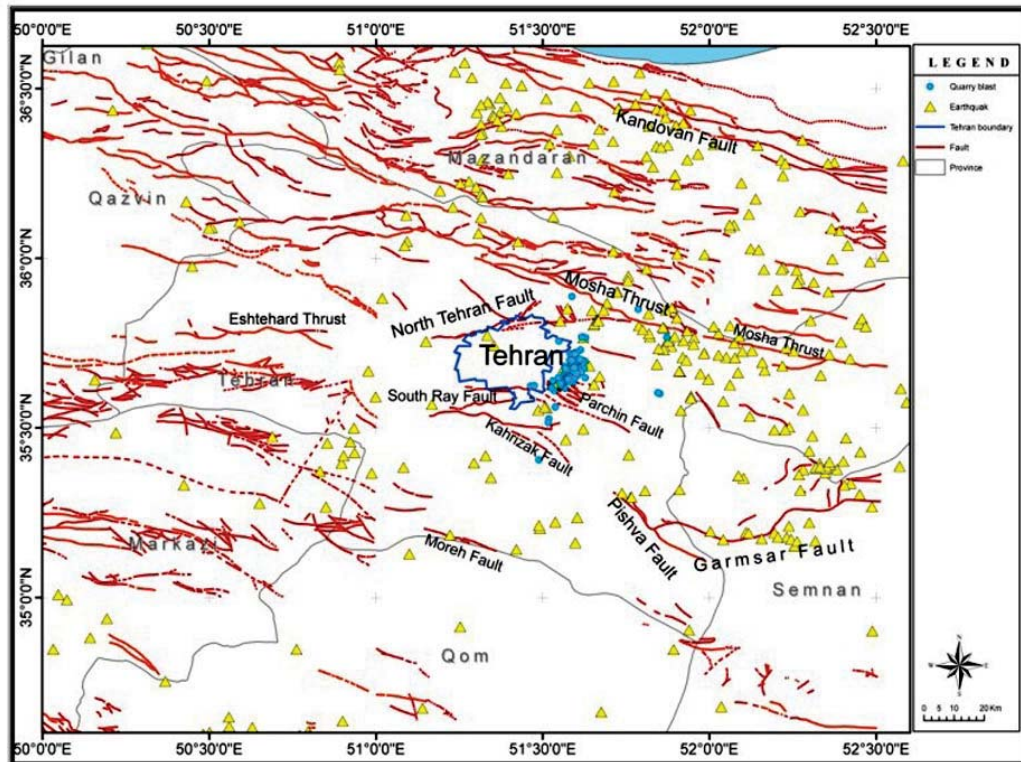 50°0'0"E 50°30'0"E 51°0'0"E 51°30'0"E 52°0'0"E 52°30'0"E
Gilan
36°30'N
Kandovan Fault
Mazandaran
Qazvin
36°0'N
Mosha Thrust
North Tehran Fault
Eshtehard Thrust
Mosha Thrust
Tehran
Tehran
South Ray Fault
Parchin Fault
35°30'N
Kahrizak Fault
Pishva Fault
Markazi
Moreh Fault
Garmsar Fault
Semnan
35°0'0"N
Qom
50°0'0"E 50°30'0"E 51°0'0"E 51°30'0"E 52°0'0"E 52°30'0"E
LEGEND
Quarry blast
Earthquak
Tehran boundary
Fault
Province
N
W E
S
0 5 10 20 Km